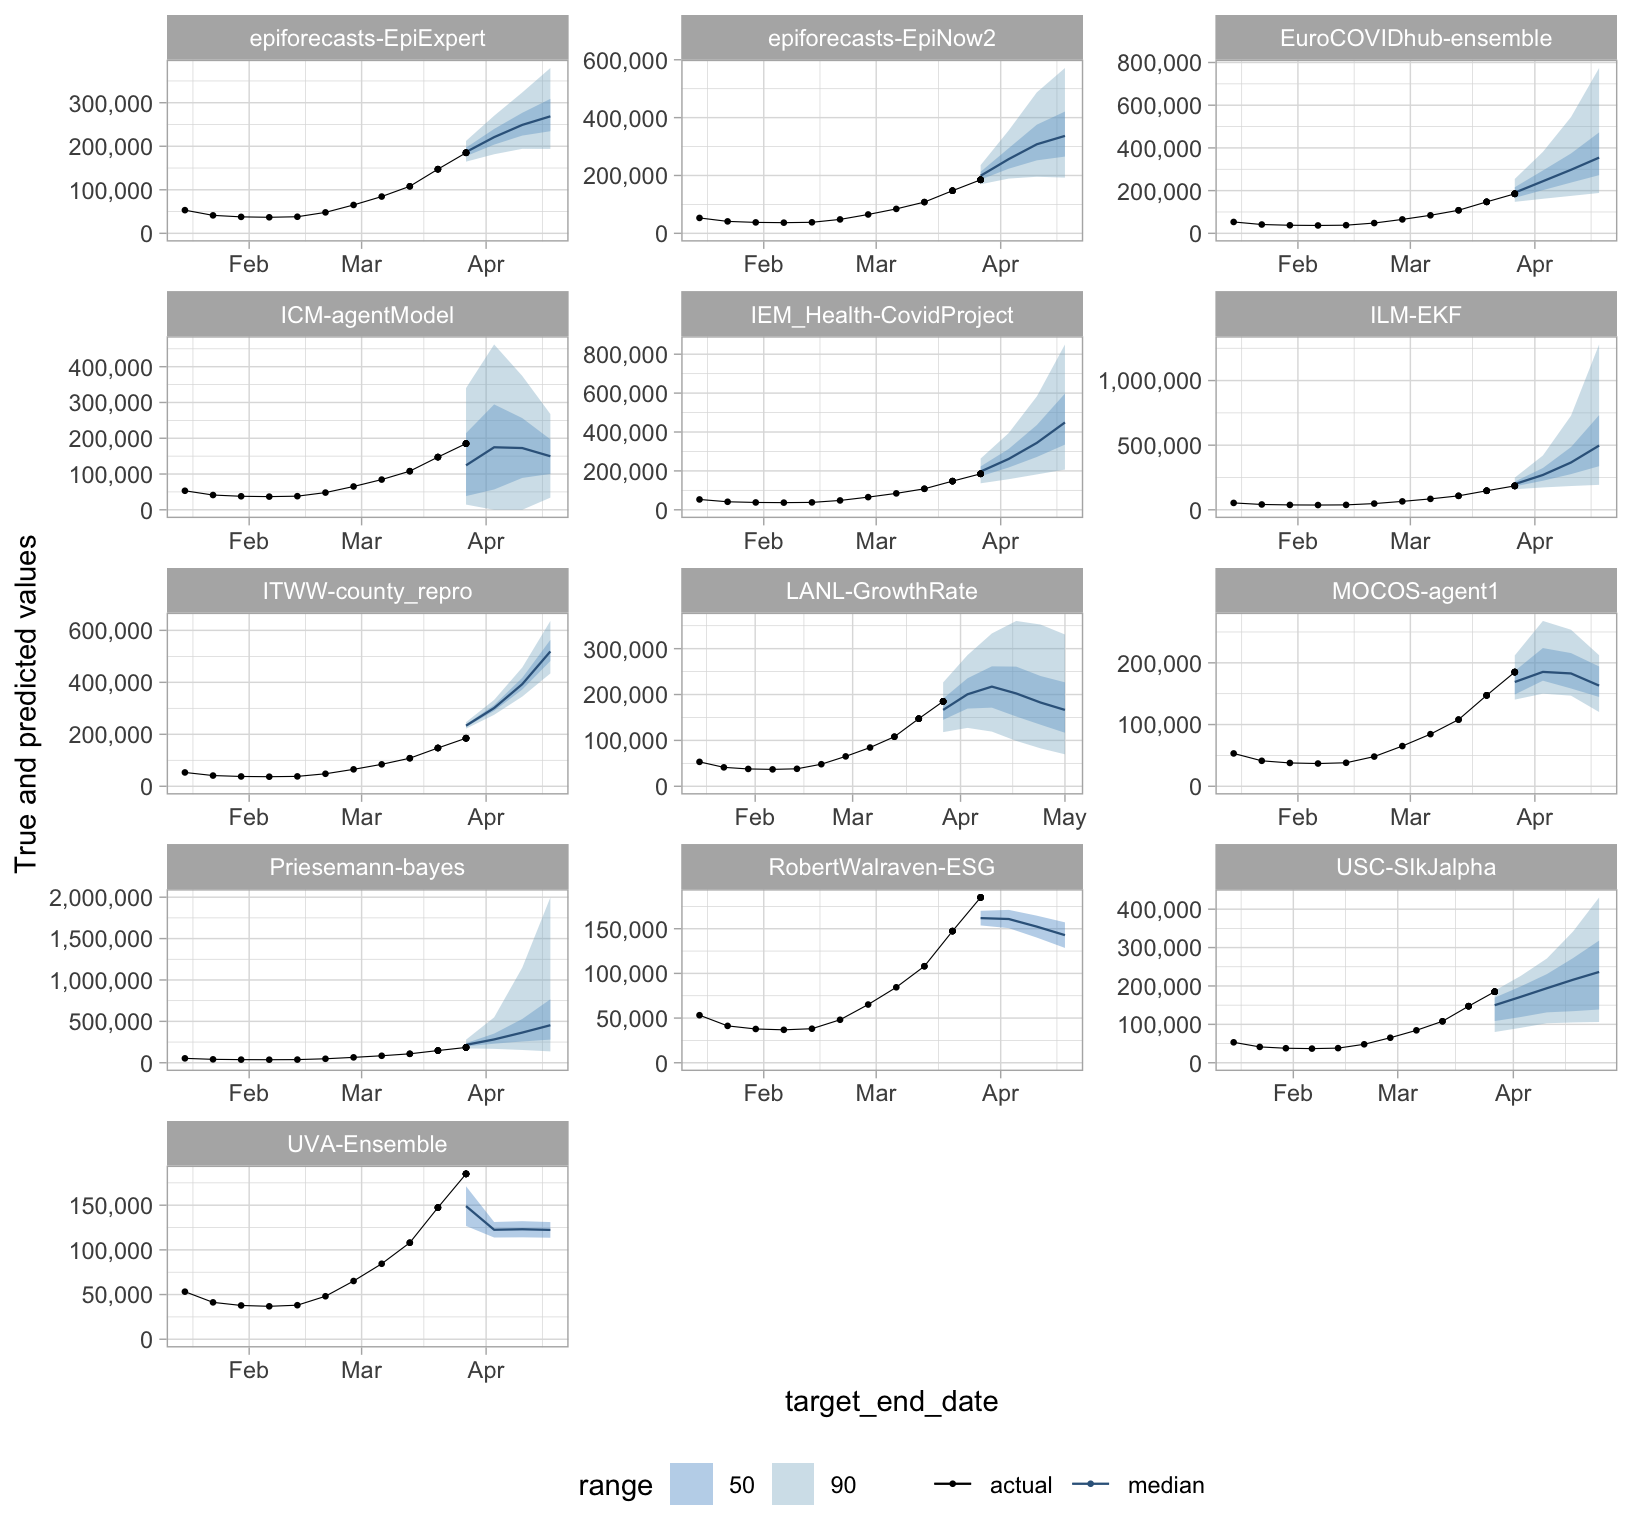 True and predicted values
epiforecasts-EpiExpert
300,000
200,000
100,000
0
Feb Mar Apr
epiforecasts-EpiNow2
600,000
400,000
200,000
0
Feb Mar Apr
EuroCOVIDhub-ensemble
800,000
600,000
400,000
200,000
0
Feb Mar Apr
ICM-agentModel
400,000
300,000
200,000
100,000
0
Feb Mar Apr
IEM_Health-CovidProject
800,000
600,000
400,000
200,000
0
Feb Mar Apr
ILM-EKF
1,000,000
500,000
0
Feb Mar Apr
ITWW-county_repro
600,000
400,000
200,000
0
Feb Mar Apr
LANL-GrowthRate
300,000
200,000
100,000
0
Feb Mar Apr May
MOCOS-agent1
200,000
100,000
0
Feb Mar Apr
Priesemann-bayes
2,000,000
1,500,000
1,000,000
500,000
0
Feb Mar Apr
RobertWalraven-ESG
150,000
100,000
50,000
0
Feb Mar Apr
USC-SIkJalpha
400,000
300,000
200,000
100,000
0
Feb Mar Apr
UVA-Ensemble
150,000
100,000
50,000
0
Feb Mar Apr
target_end_date
range 50 90 actual median